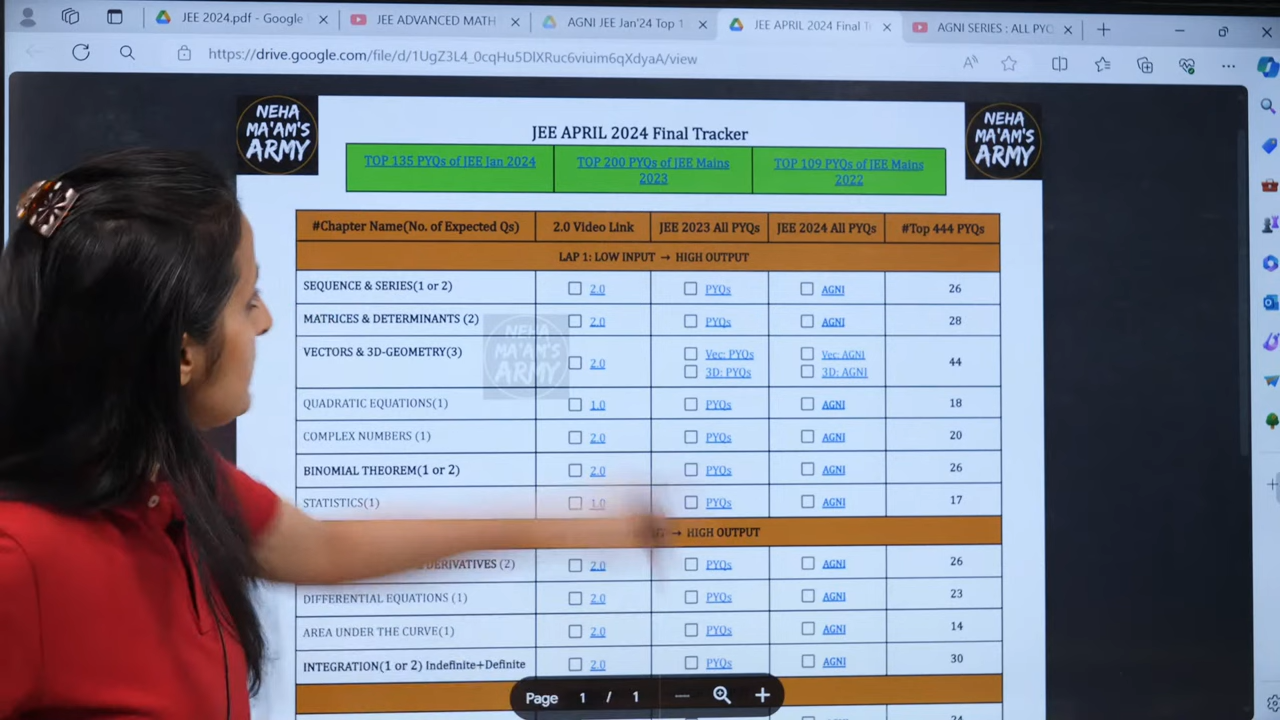 JEE 2024.pdf - Google
JEE ADVANCED MATH
AGNI JEE Jan'24 Top 1
JEE APRIL 2024 Final T
AGNI SERIES : ALL PYQ
https://drive.google.com/file/d/1UgZ3L4_0cqHu5DlXRuc6viuim6qXdyaA/view
NEHA
MA'AM'S
ARMY
JEE APRIL 2024 Final Tracker
NEHA
MA'AM'S
ARMY
TOP 135 PYQs of JEE Jan 2024
TOP 200 PYQs of JEE Mains
2023
TOP 109 PYQs of JEE Mains
2022
#Chapter Name(No. of Expected Qs) 2.0 Video Link JEE 2023 All PYQs JEE 2024 All PYQs #Top 444 PYQs
LAP 1: LOW INPUT → HIGH OUTPUT
SEQUENCE & SERIES(1 or 2) 2.0 PYQs AGNI 26
MATRICES & DETERMINANTS (2) 2.0 PYQs AGNI 28
NEHA
MA'AM'S
ARMY
VECTORS & 3D-GEOMETRY(3) 2.0 Vec: PYQs Vec: AGNI 44
3D: PYQs 3D: AGNI
QUADRATIC EQUATIONS(1) 1.0 PYQs AGNI 18
COMPLEX NUMBERS (1) 2.0 PYQs AGNI 20
BINOMIAL THEOREM(1 or 2) 2.0 PYQs AGNI 26
STATISTICS(1) 1.0 PYQs AGNI 17
→ HIGH OUTPUT
DERIVATIVES (2) 2.0 PYQs AGNI 26
DIFFERENTIAL EQUATIONS (1) 2.0 PYQs AGNI 23
AREA UNDER THE CURVE(1) 2.0 PYQs AGNI 14
INTEGRATION(1 or 2) Indefinite+Definite 2.0 PYQs AGNI 30
Page 1 / 1